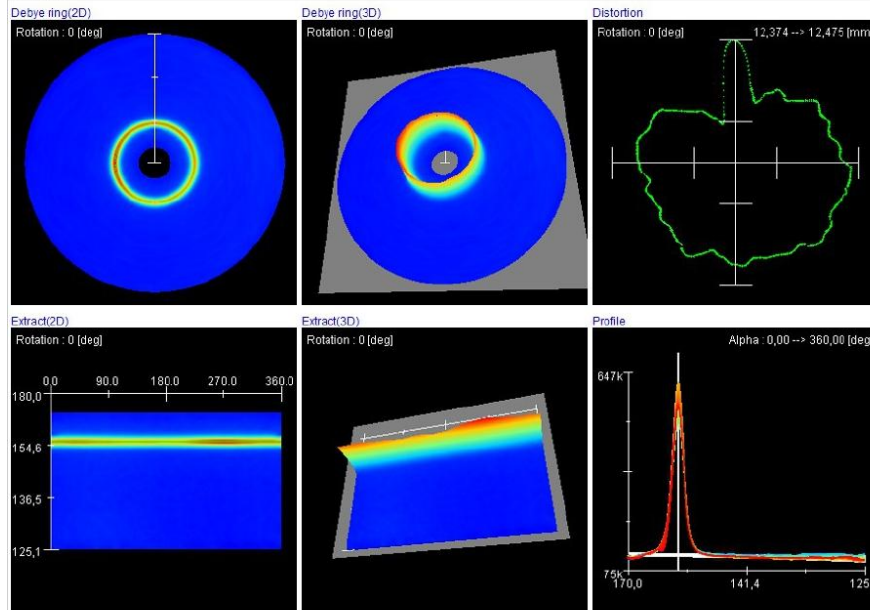 Debye ring(2D)
Rotation : 0 [deg]
Debye ring(3D)
Rotation : 0 [deg]
Distortion
Rotation : 0 [deg]
12,374 --> 12,475 [mm
Extract(2D)
Rotation : 0 [deg]
0,0 90.0 180.0 270.0 360.0
180,0
154,6
136,5
125,1
Extract(3D)
Rotation : 0 [deg]
Profile
Alpha : 0,00 --> 360,00 [deg
647k
75k
170,0 141,4 125